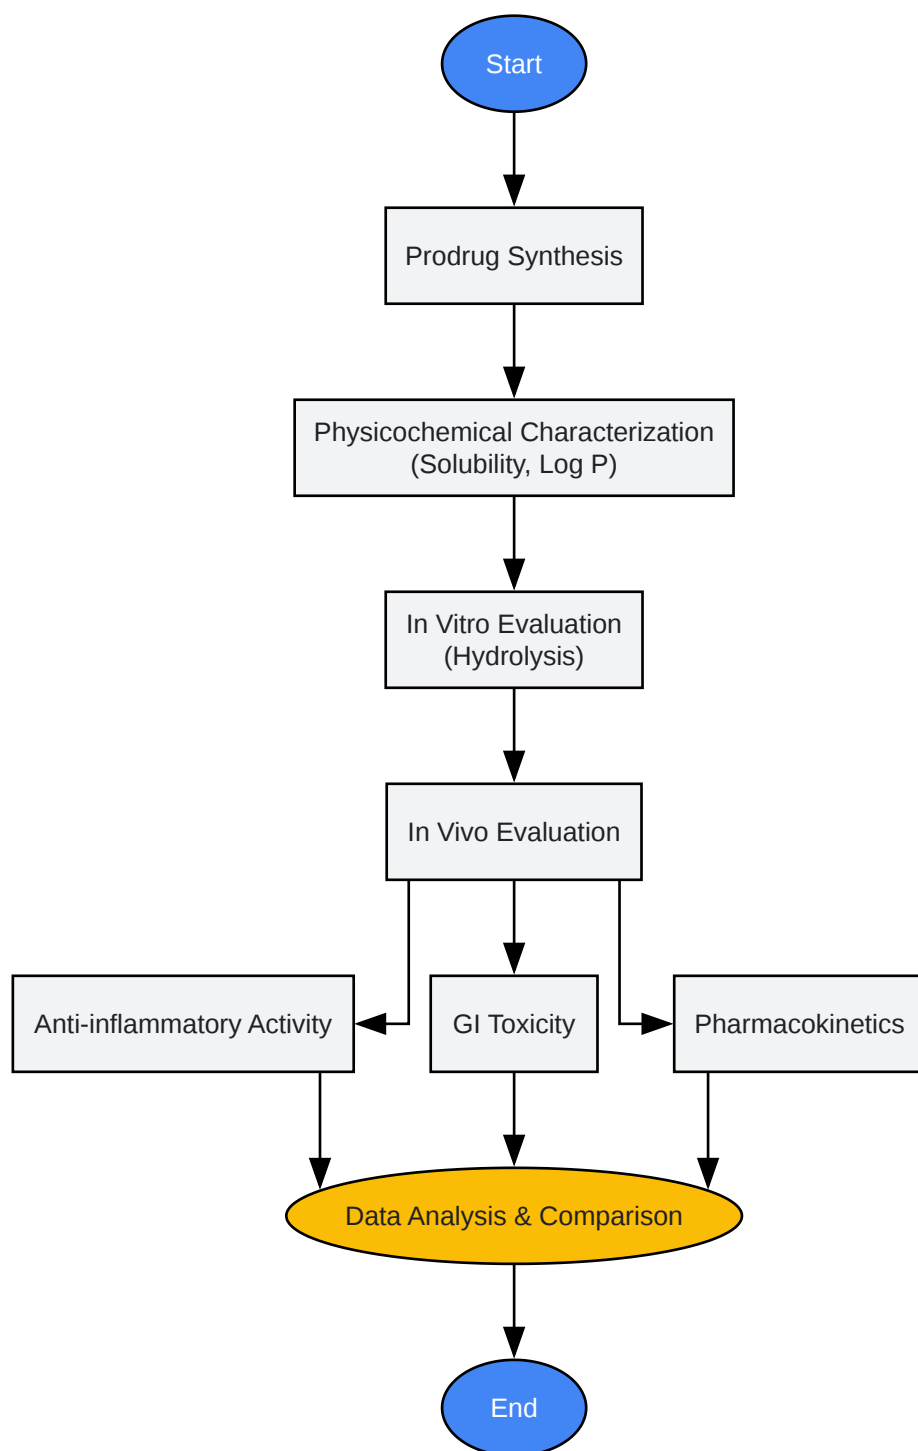 Start
Prodrug Synthesis
Physicochemical Characterization
(Solubility, Log P)
In Vitro Evaluation
(Hydrolysis)
In Vivo Evaluation
Anti-inflammatory Activity
GI Toxicity
Pharmacokinetics
Data Analysis & Comparison
End